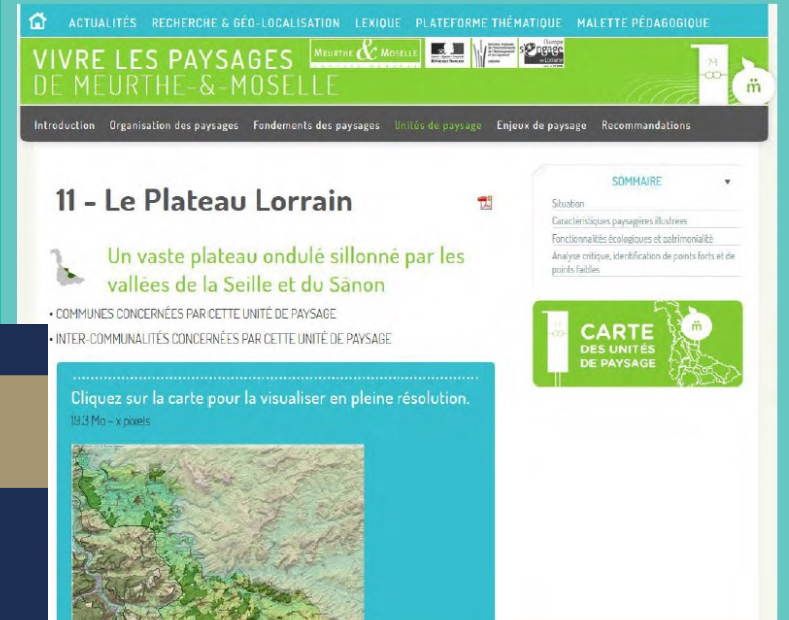 ACTUALITÉS RECHERCHE & GÉO-LOCALISATION LEXIQUE PLATEFORME THÉMATIQUE MALETTE PÉDAGOGIQUE
VIVRE LES PAYSAGES
DE MEURTHE-&-MOSELLE
MEURTHE & MOSELLE
s'engage
M
m̈
Introduction Organisation des paysages Fondements des paysages Unités de paysage Enjeux de paysage Recommandations
11 - Le Plateau Lorrain
Un vaste plateau ondulé sillonné par les
vallées de la Seille et du Sânon
• COMMUNES CONCERNÉES PAR CETTE UNITÉ DE PAYSAGE
• INTER-COMMUNALITÉS CONCERNÉES PAR CETTE UNITÉ DE PAYSAGE
Cliquez sur la carte pour la visualiser en pleine résolution.
19.3 Mo - x pixels
SOMMAIRE
Situation
Caractéristiques paysagères illustrées
Fonctionnalités écologiques et patrimonialité
Analyse critique, identification de points forts et de
points faibles
CARTE
DES UNITÉS
DE PAYSAGE
m̈